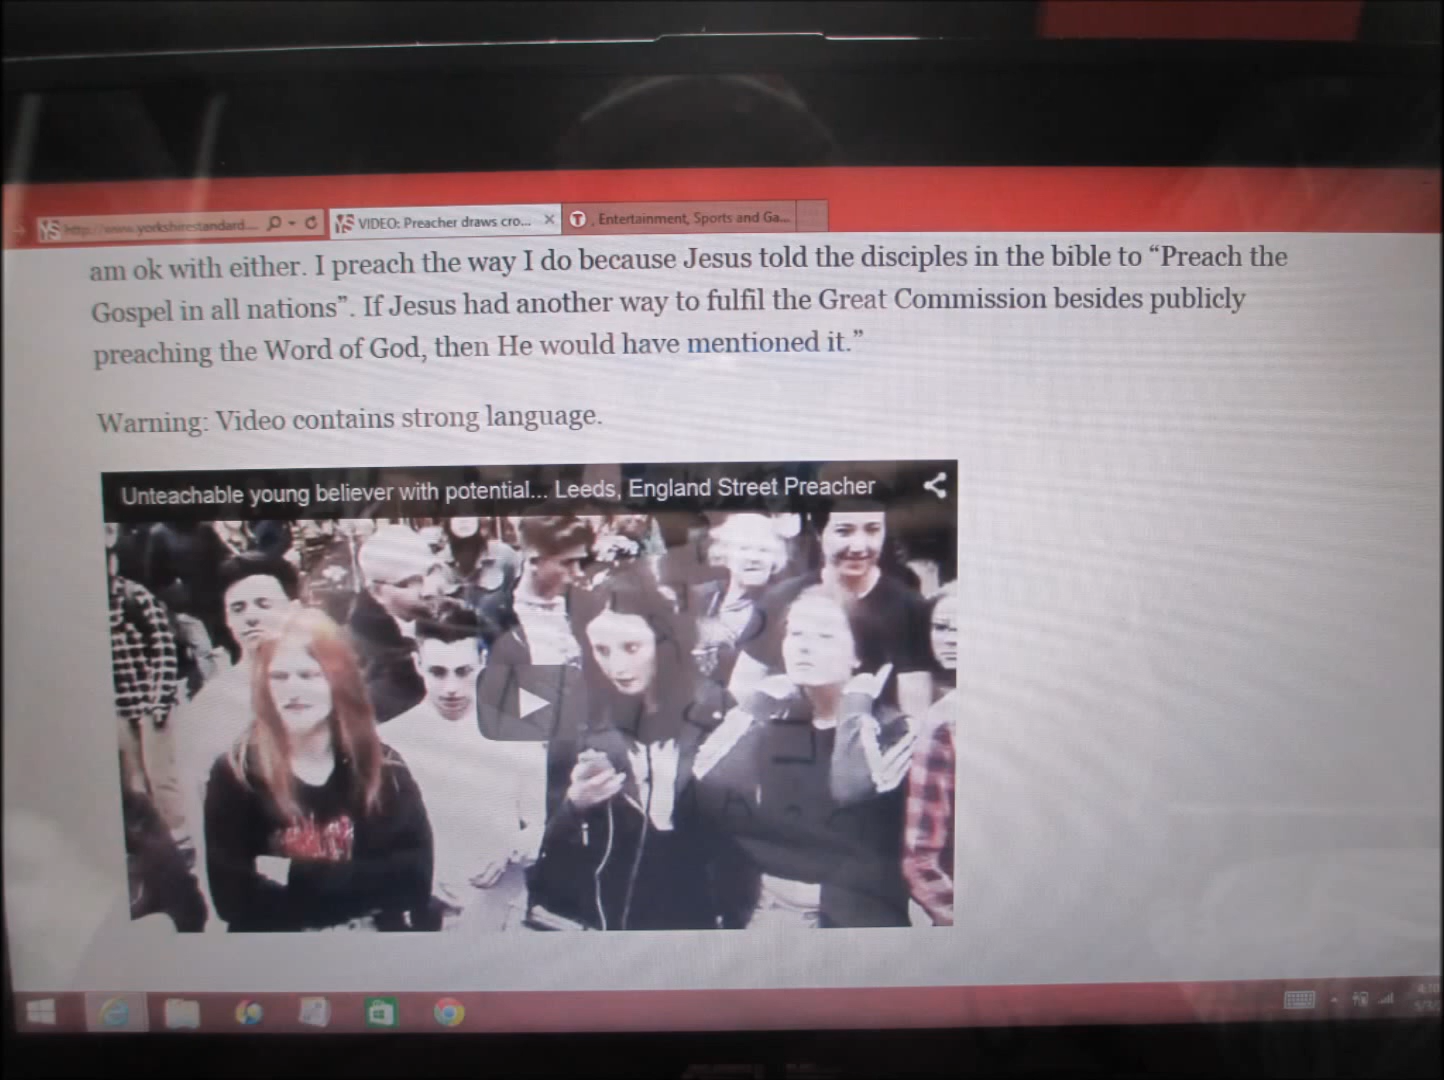 http://www.yorkshirestandard... VIDEO: Preacher draws cro... Entertainment, Sports and Ga...
am ok with either. I preach the way I do because Jesus told the disciples in the bible to “Preach the
Gospel in all nations”. If Jesus had another way to fulfil the Great Commission besides publicly
preaching the Word of God, then He would have mentioned it.”
Warning: Video contains strong language.
Unteachable young believer with potential... Leeds, England Street Preacher